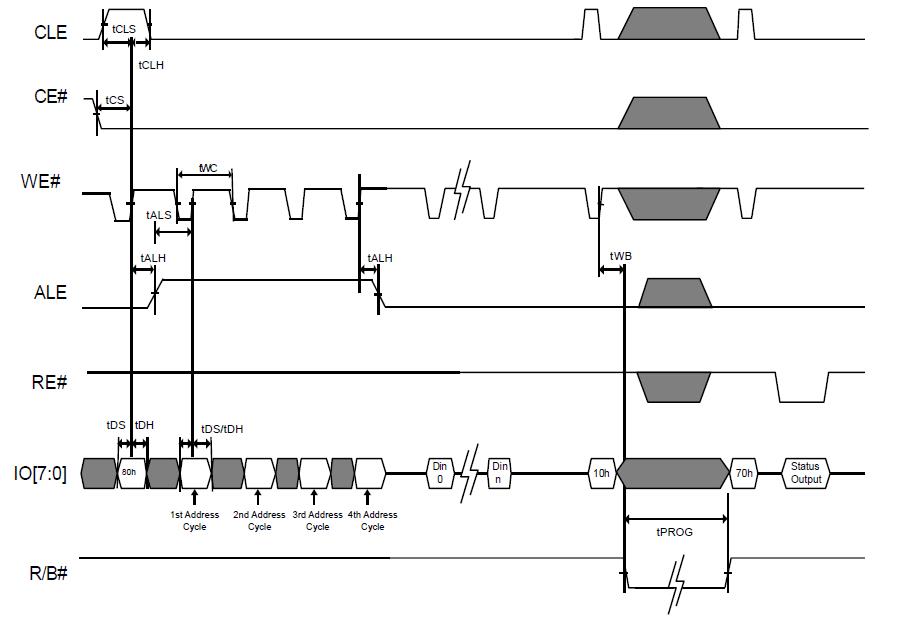 CLE
tCLS
tCLH
CE#
tCS
WE#
tWC
tALS
tALH
tALH
tWB
ALE
RE#
tDS
tDH
tDS/tDH
IO[7:0]
80h
Din
0
Din
n
10h
70h
Status
Output
1st Address
Cycle
2nd Address
Cycle
3rd Address
Cycle
4th Address
Cycle
tPROG
R/B#